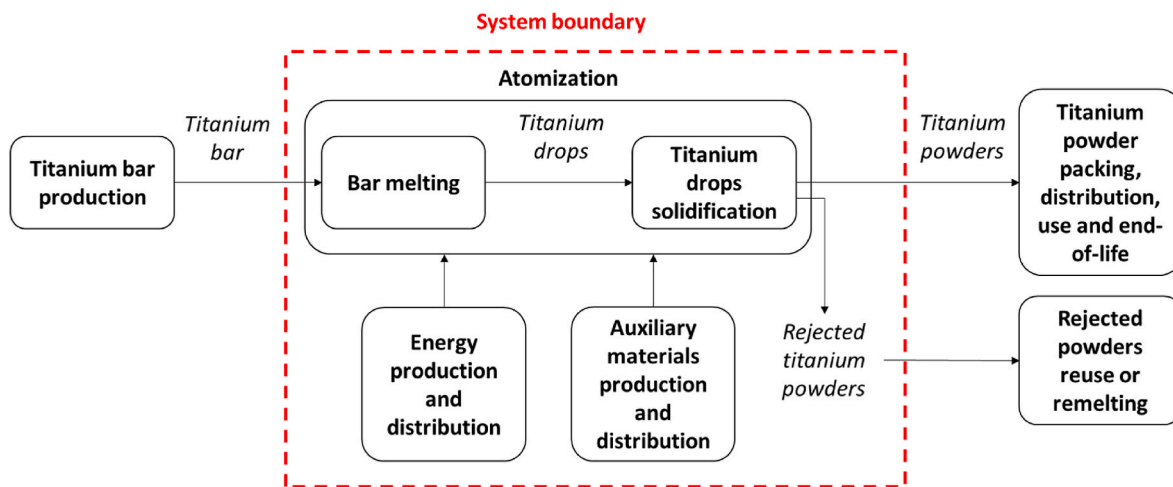 System boundary
Atomization
Titanium
bar
Titanium
drops
Titanium
powders
Titanium bar
production
Bar melting
Titanium
drops
solidification
Titanium
powder
packing,
distribution,
use and end-
of-life
Energy
production
and
distribution
Auxiliary
materials
production
and
distribution
Rejected
titanium
powders
Rejected
powders
reuse or
remelting